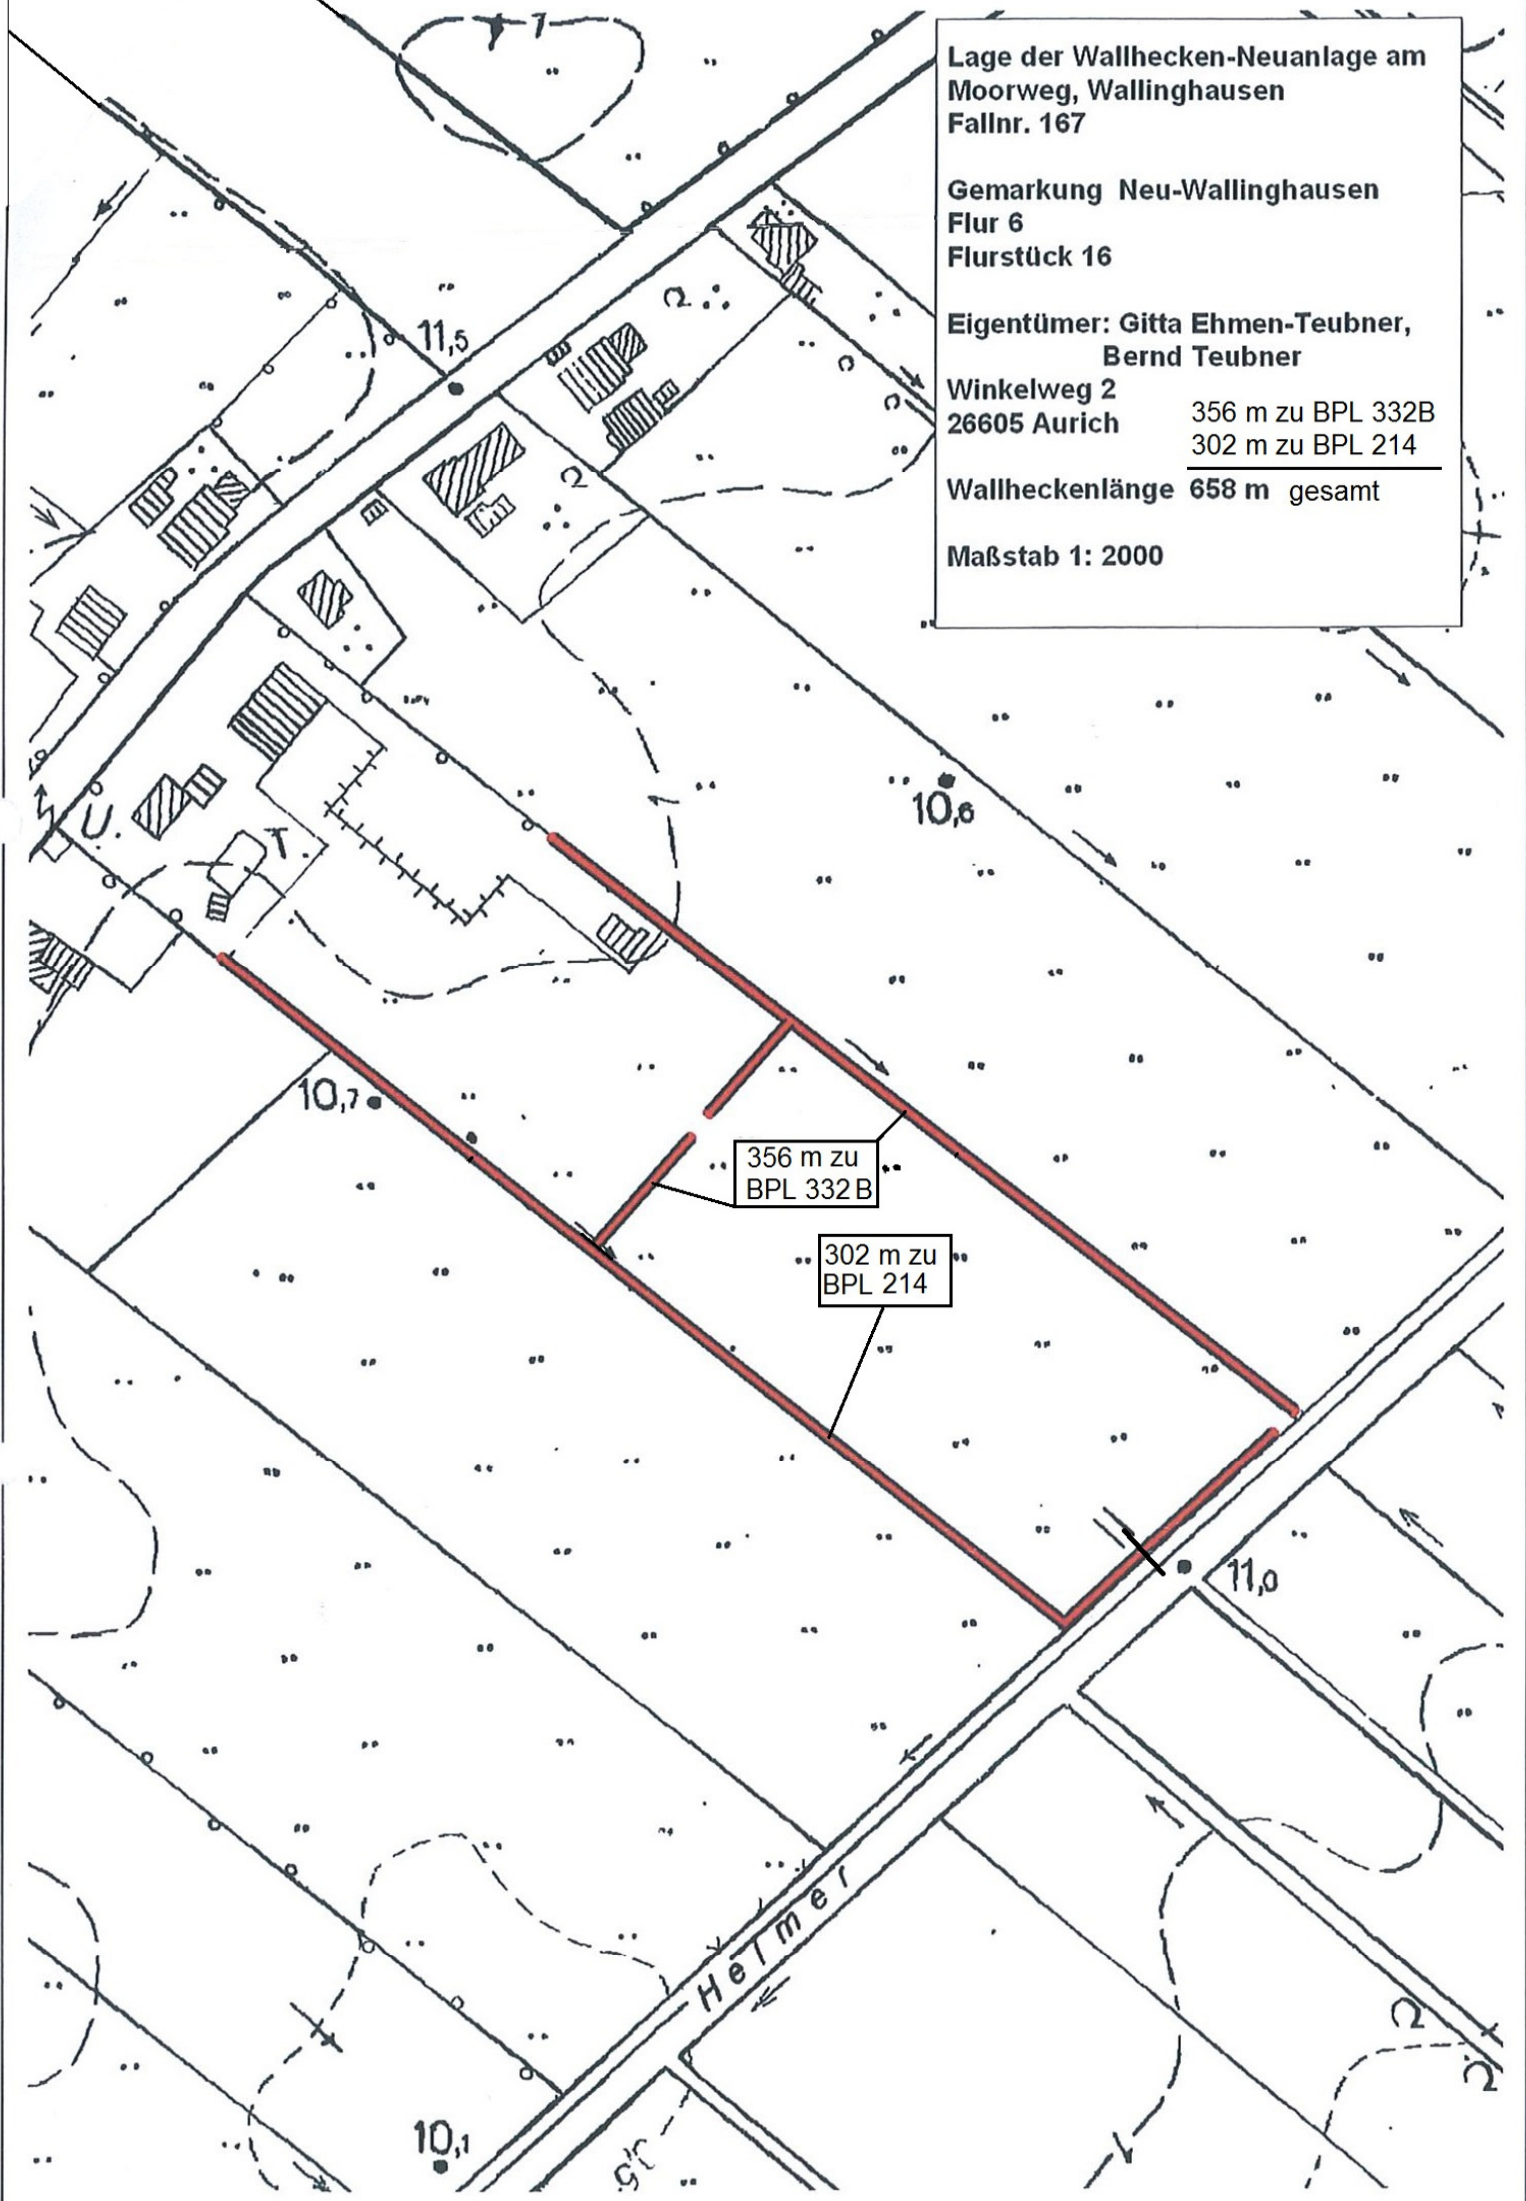 Lage der Wallhecken-Neuanlage am
Moorweg, Wallinghausen
Fallnr. 167
Gemarkung Neu-Wallinghausen
Flur 6
Flurstück 16
Eigentümer: Gitta Ehmen-Teubner,
Bernd Teubner
Winkelweg 2
26605 Aurich
356 m zu BPL 332B
302 m zu BPL 214
Wallheckenlänge 658 m gesamt
Maßstab 1: 2000
11,5
10,6
U.
T.
10,7
356 m zu
BPL 332 B
302 m zu
BPL 214
11,0
Helmer
10,1